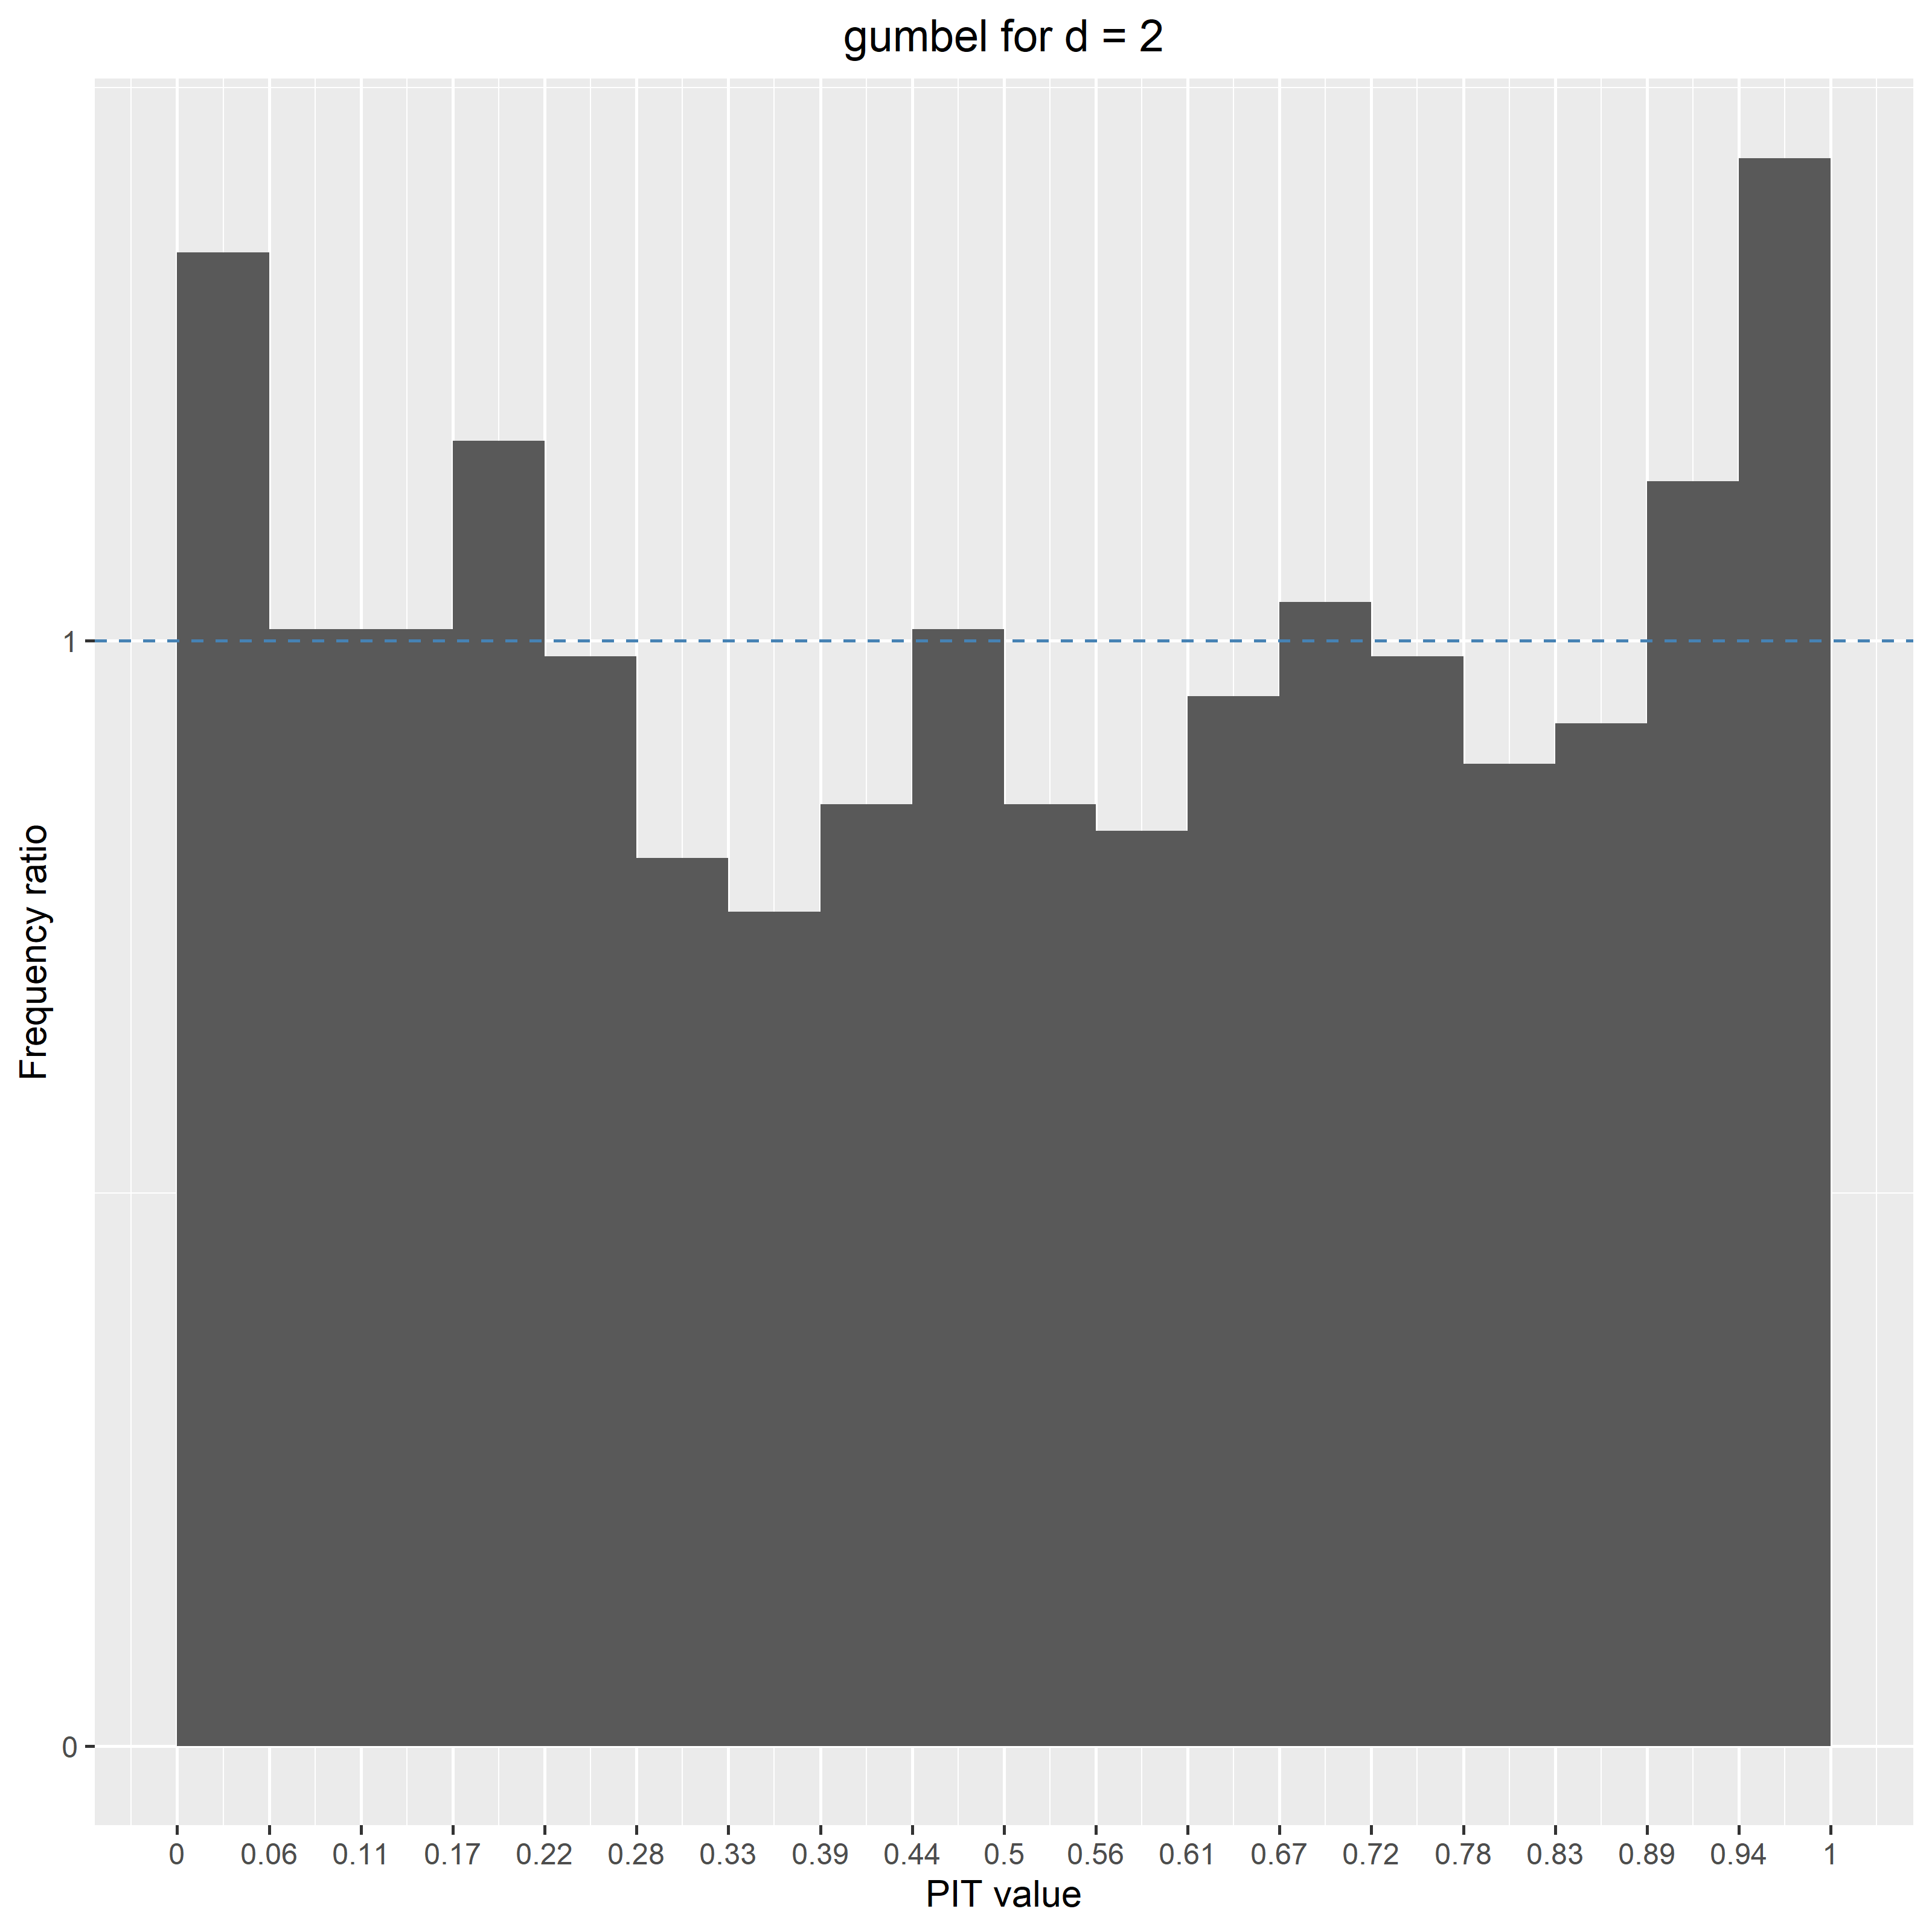 gumbel for d = 2
Frequency ratio
1
0
0 0.06 0.11 0.17 0.22 0.28 0.33 0.39 0.44 0.5 0.56 0.61 0.67 0.72 0.78 0.83 0.89 0.94 1
PIT value